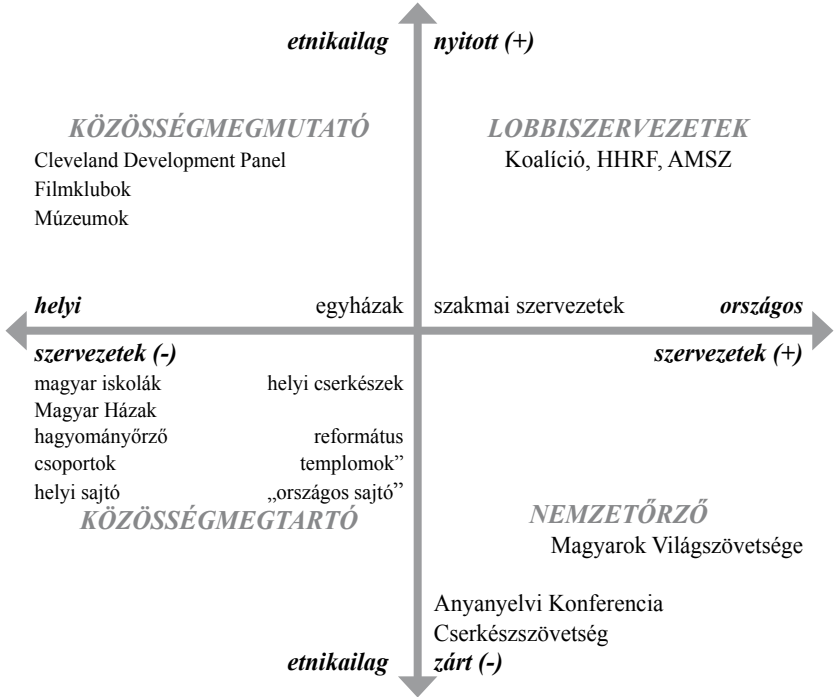 etnikailag nyitott (+)
KÖZÖSSÉGMEGMUTATÓ
Cleveland Development Panel
Filmklubok
Múzeumok
LOBBISZERVEZETEK
Koalíció, HHRF, AMSZ
helyi egyházak szakmai szervezetek országos
szervezetek (-) szervezetek (+)
magyar iskolák helyi cserkészek
Magyar Házak
hagyományőrző református
csoportok templomok”
helyi sajtó „országos sajtó”
KÖZÖSSÉGMEGTARTÓ
NEMZETŐRZŐ
Magyarok Világszövetsége
Anyanyelvi Konferencia
Cserkészszövetség
etnikailag zárt (-)